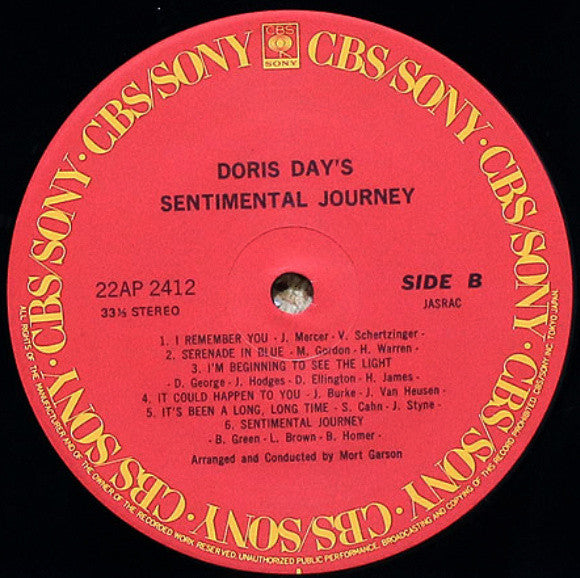 CBS
SONY
CBS/SONY · CBS/SONY · CBS/SONY · CBS/SONY · CBS/SONY · CBS/SONY · CBS/SONY · CBS/SONY
DORIS DAY'S
SENTIMENTAL JOURNEY
22AP 2412
33⅓ STEREO
SIDE B
JASRAC
1. I REMEMBER YOU - J. Mercer - V. Schertzinger -
2. SERENADE IN BLUE - M. Gordon - H. Warren -
3. I'M BEGINNING TO SEE THE LIGHT
- D. George - J. Hodges - D. Ellington - H. James -
4. IT COULD HAPPEN TO YOU - J. Burke - J. Van Heusen -
5. IT'S BEEN A LONG, LONG TIME - S. Cahn - J. Styne -
6. SENTIMENTAL JOURNEY
- B. Green - L. Brown - B. Homer -
Arranged and Conducted by Mort Garson
ALL RIGHTS OF THE MANUFACTURER AND OF THE OWNER OF THE RECORDED WORK RESERVED. UNAUTHORIZED PUBLIC PERFORMANCE, BROADCASTING AND COPYING OF THIS RECORD PROHIBITED. CBS/SONY INC. TOKYO JAPAN.